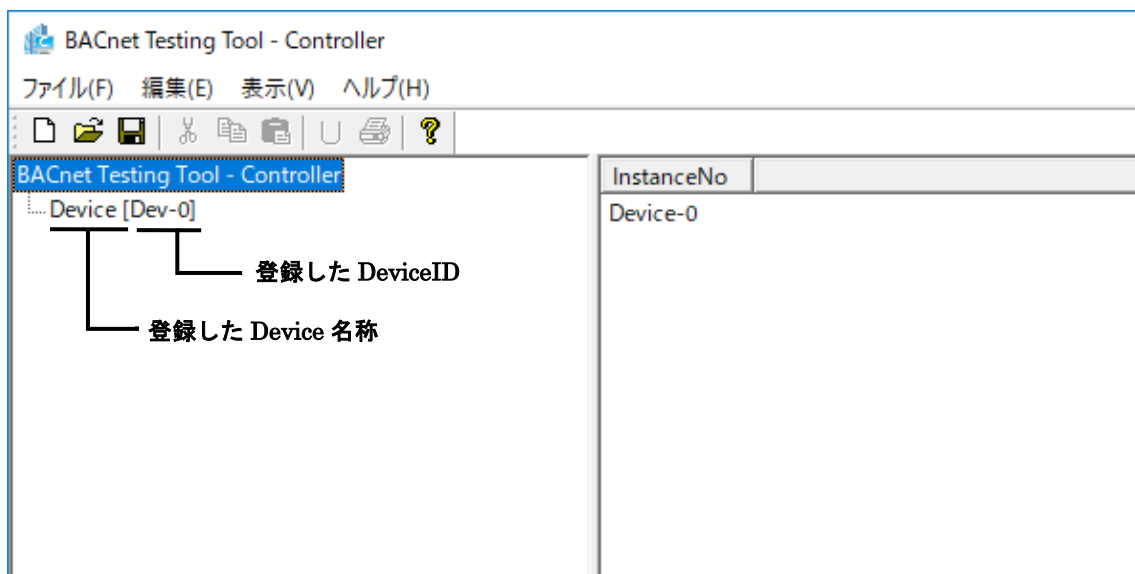 BACnet Testing Tool - Controller
ファイル(F) 編集(E) 表示(V) ヘルプ(H)
BACnet Testing Tool - Controller
InstanceNo
Device [Dev-0]
Device-0
登録した DeviceID
登録した Device 名称